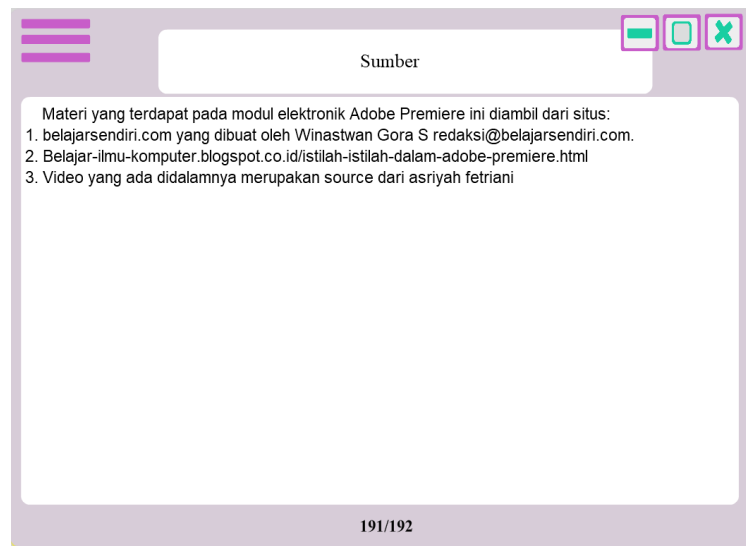 Sumber
Materi yang terdapat pada modul elektronik Adobe Premiere ini diambil dari situs:
1. belajarsendiri.com yang dibuat oleh Winastwan Gora S redaksi@belajarsendiri.com.
2. Belajar-ilmu-komputer.blogspot.co.id/istilah-istilah-dalam-adobe-premiere.html
3. Video yang ada didalamnya merupakan source dari asriyah fetriani
191/192